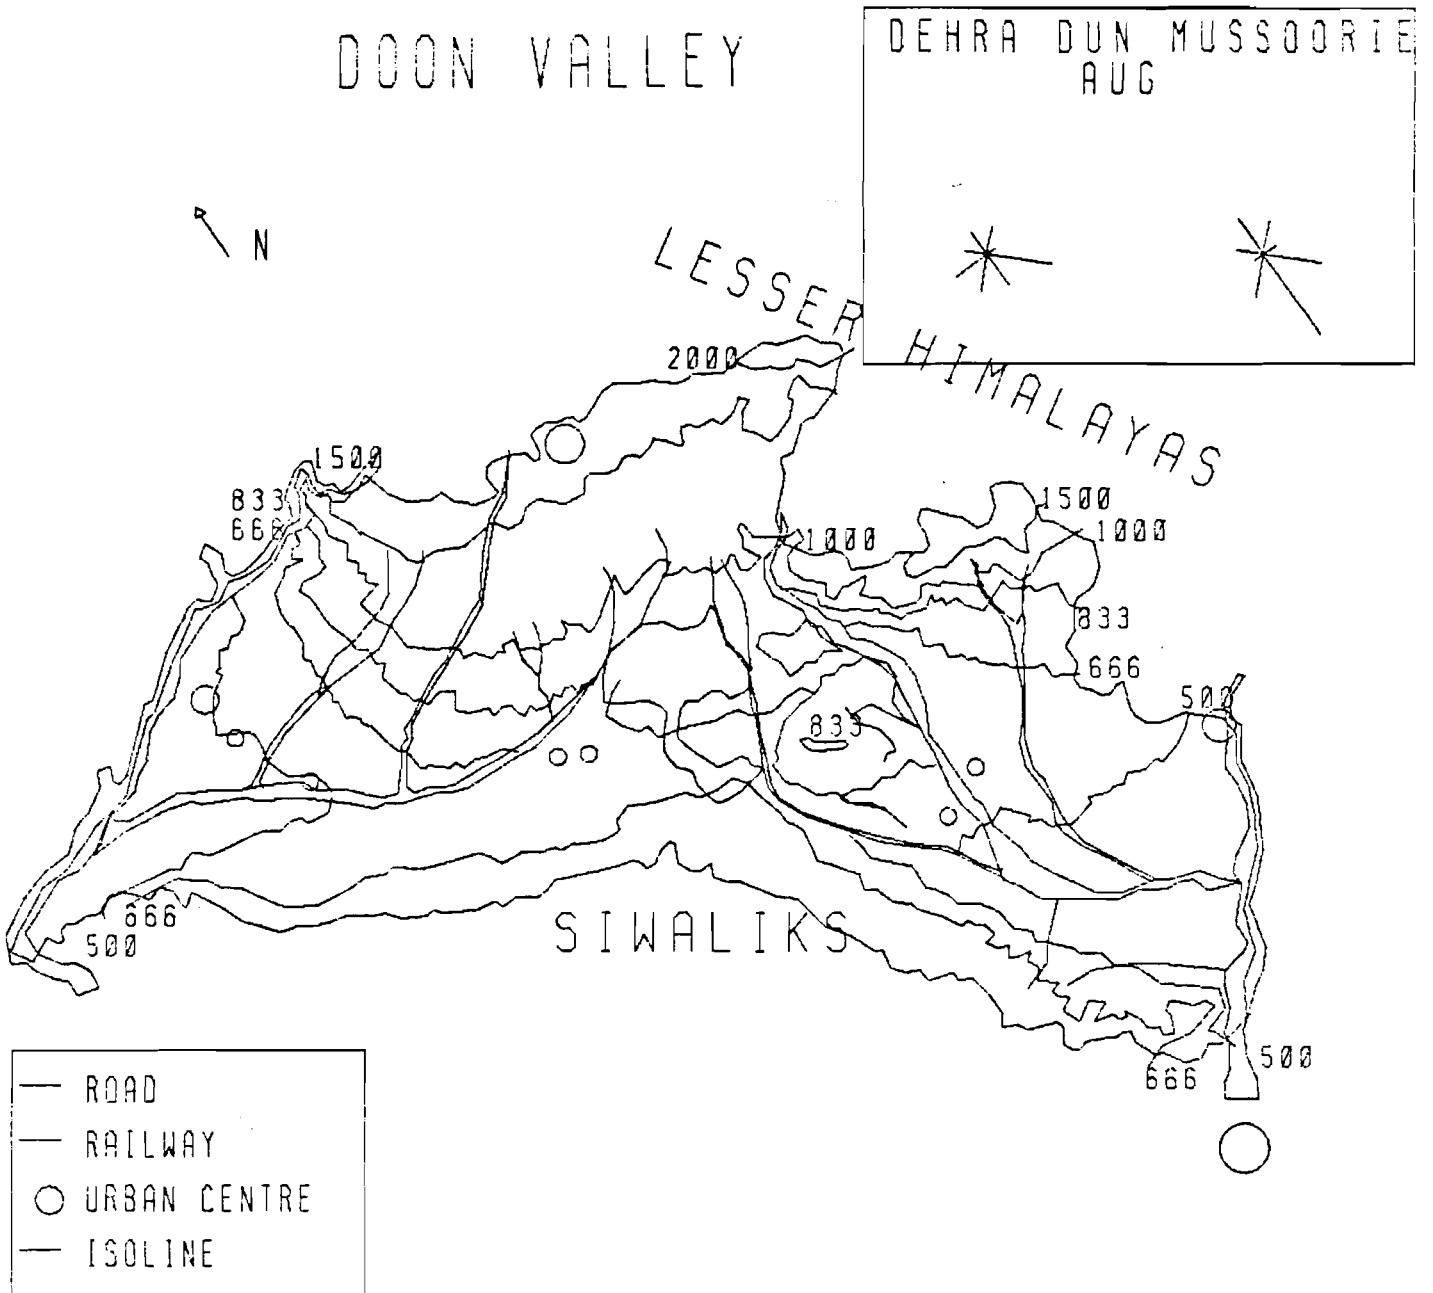 DOON VALLEY
DEHRA DUN MUSSOORIE
AUG
N
LESSER HIMALAYAS
2000
1500
833
666
1500
1000
1000
833
666
500
833
SIWALIKS
666
500
500
666
ROAD
RAILWAY
URBAN CENTRE
ISOLINE